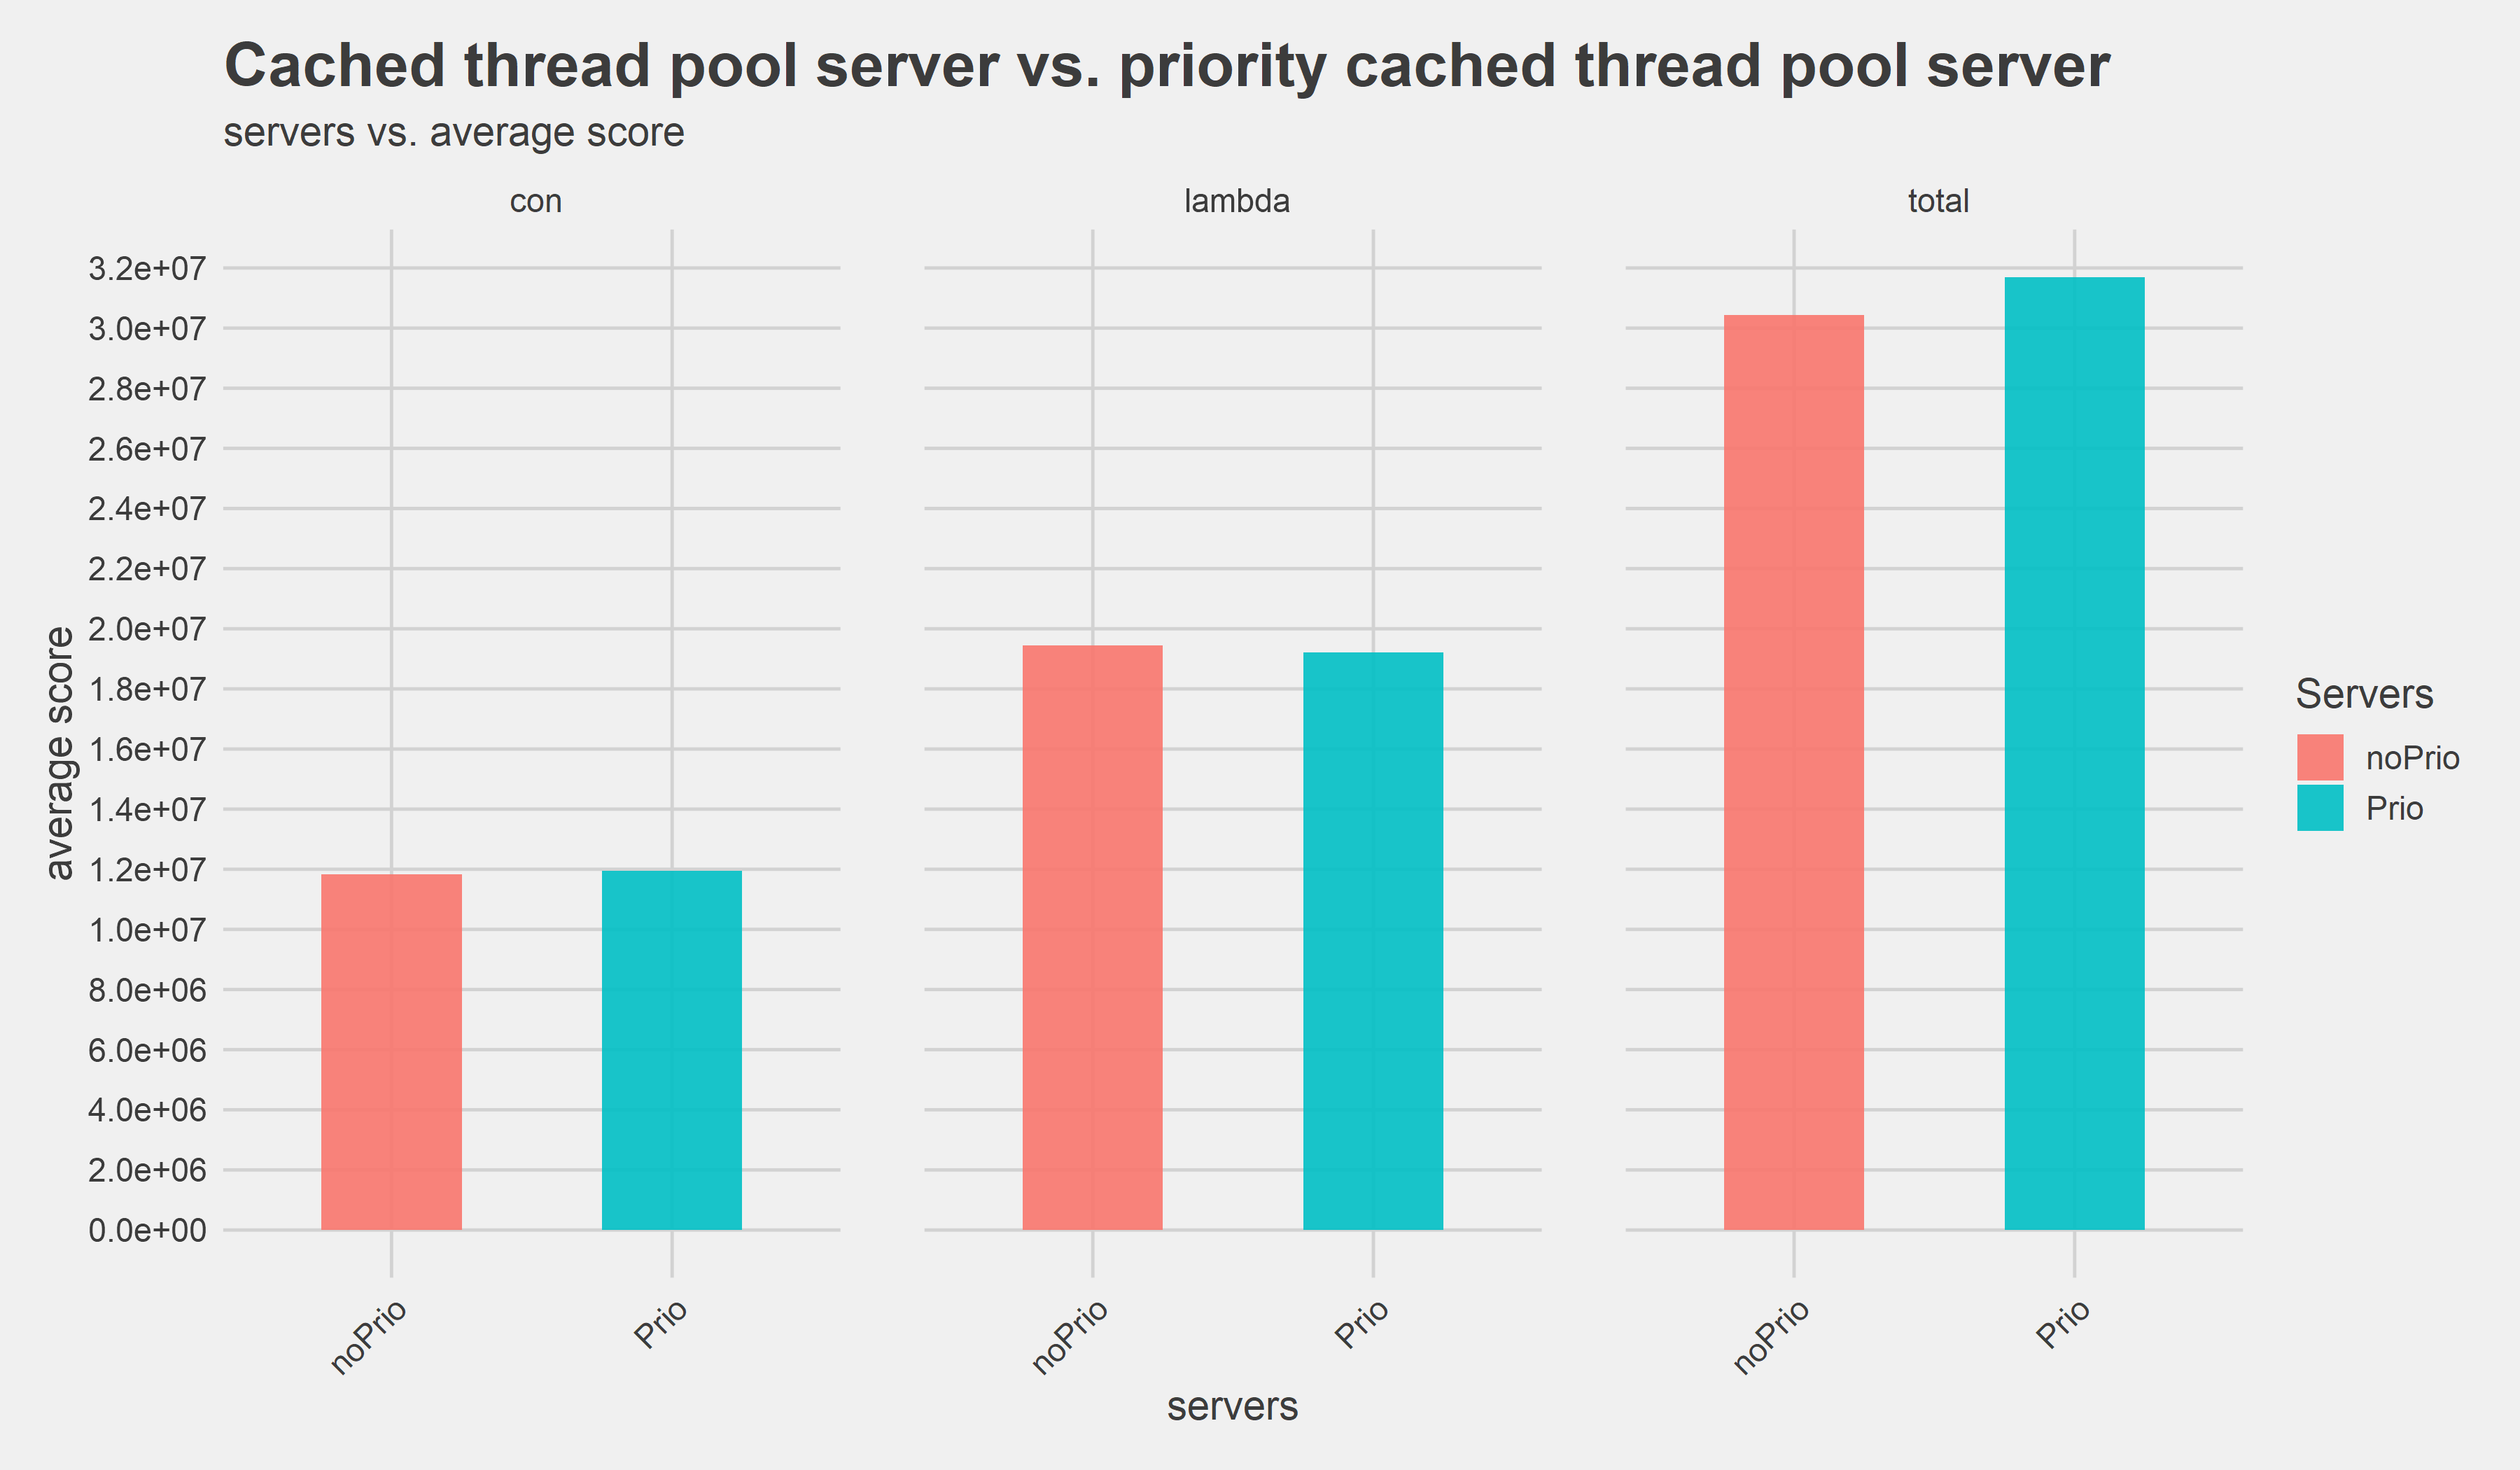 Cached thread pool server vs. priority cached thread pool server
servers vs. average score
con
lambda
total
3.2e+07
3.0e+07
2.8e+07
2.6e+07
2.4e+07
2.2e+07
2.0e+07
1.8e+07
1.6e+07
1.4e+07
1.2e+07
1.0e+07
8.0e+06
6.0e+06
4.0e+06
2.0e+06
0.0e+00
average score
noPrio
Prio
noPrio
Prio
noPrio
Prio
servers
Servers
noPrio
Prio